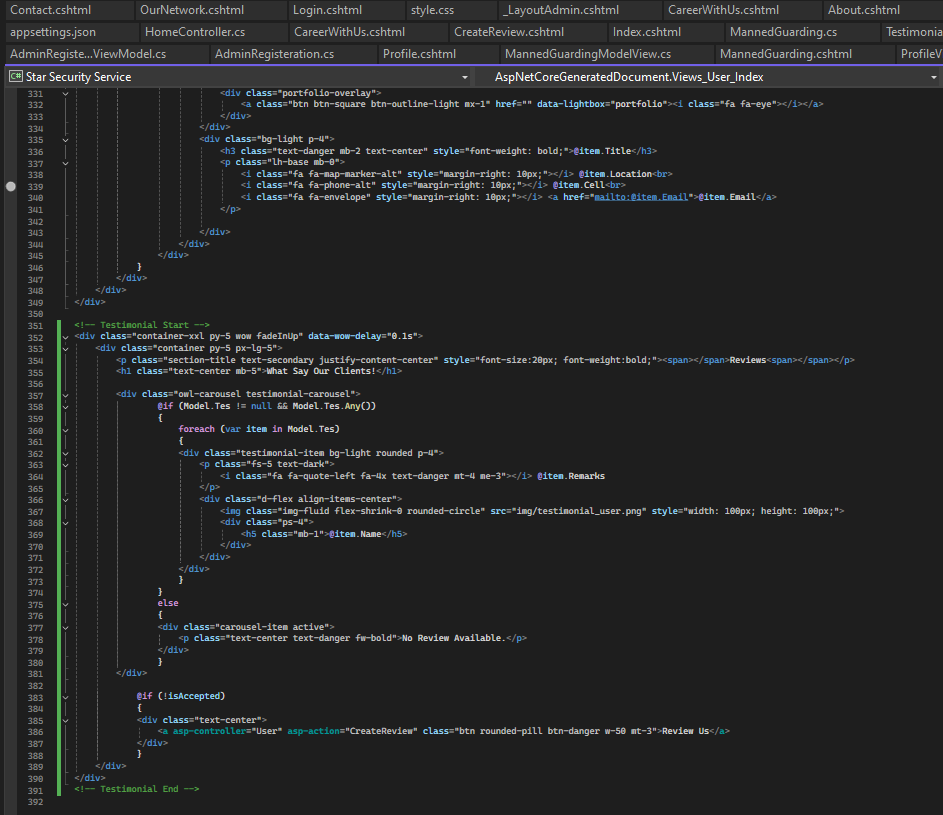 Contact.cshtml OurNetwork.cshtml Login.cshtml style.css _LayoutAdmin.cshtml CareerWithUs.cshtml About.cshtml
appsettings.json HomeController.cs CareerWithUs.cshtml CreateReview.cshtml Index.cshtml MannedGuarding.cs Testimonia
AdminRegiste...ViewModel.cs AdminRegisteration.cs Profile.cshtml MannedGuardingModelView.cs MannedGuarding.cshtml ProfileV
C# Star Security Service AspNetCoreGeneratedDocument.Views_User_Index
331 <div class="portfolio-overlay">
332 <a class="btn btn-square btn-outline-light mx-1" href="" data-lightbox="portfolio"><i class="fa fa-eye"></i></a>
333 </div>
334 </div>
335 <div class="bg-light p-4">
336 <h3 class="text-danger mb-2 text-center" style="font-weight: bold;">@item.Title</h3>
337 <p class="lh-base mb-0">
338 <i class="fa fa-map-marker-alt" style="margin-right: 10px;"></i> @item.Location<br>
339 <i class="fa fa-phone-alt" style="margin-right: 10px;"></i> @item.Cell<br>
340 <i class="fa fa-envelope" style="margin-right: 10px;"></i> <a href="mailto:@item.Email">@item.Email</a>
341 </p>
342
343 </div>
344 </div>
345 </div>
346 }
347 </div>
348 </div>
349 </div>
350
351 <!-- Testimonial Start -->
352 <div class="container-xxl py-5 wow fadeInUp" data-wow-delay="0.1s">
353 <div class="container py-5 px-lg-5">
354 <p class="section-title text-secondary justify-content-center" style="font-size:20px; font-weight:bold;"><span></span>Reviews<span></span></p>
355 <h1 class="text-center mb-5">What Say Our Clients!</h1>
356
357 <div class="owl-carousel testimonial-carousel">
358 @if (Model.Tes != null && Model.Tes.Any())
359 {
360 foreach (var item in Model.Tes)
361 {
362 <div class="testimonial-item bg-light rounded p-4">
363 <p class="fs-5 text-dark">
364 <i class="fa fa-quote-left fa-4x text-danger mt-4 me-3"></i> @item.Remarks
365 </p>
366 <div class="d-flex align-items-center">
367 <img class="img-fluid flex-shrink-0 rounded-circle" src="img/testimonial_user.png" style="width: 100px; height: 100px;">
368 <div class="ps-4">
369 <h5 class="mb-1">@item.Name</h5>
370 </div>
371 </div>
372 </div>
373 }
374 }
375 else
376 {
377 <div class="carousel-item active">
378 <p class="text-center text-danger fw-bold">No Review Available.</p>
379 </div>
380 }
381 </div>
382
383 @if (!isAccepted)
384 {
385 <div class="text-center">
386 <a asp-controller="User" asp-action="CreateReview" class="btn rounded-pill btn-danger w-50 mt-3">Review Us</a>
387 </div>
388 }
389 </div>
390 </div>
391 <!-- Testimonial End -->
392